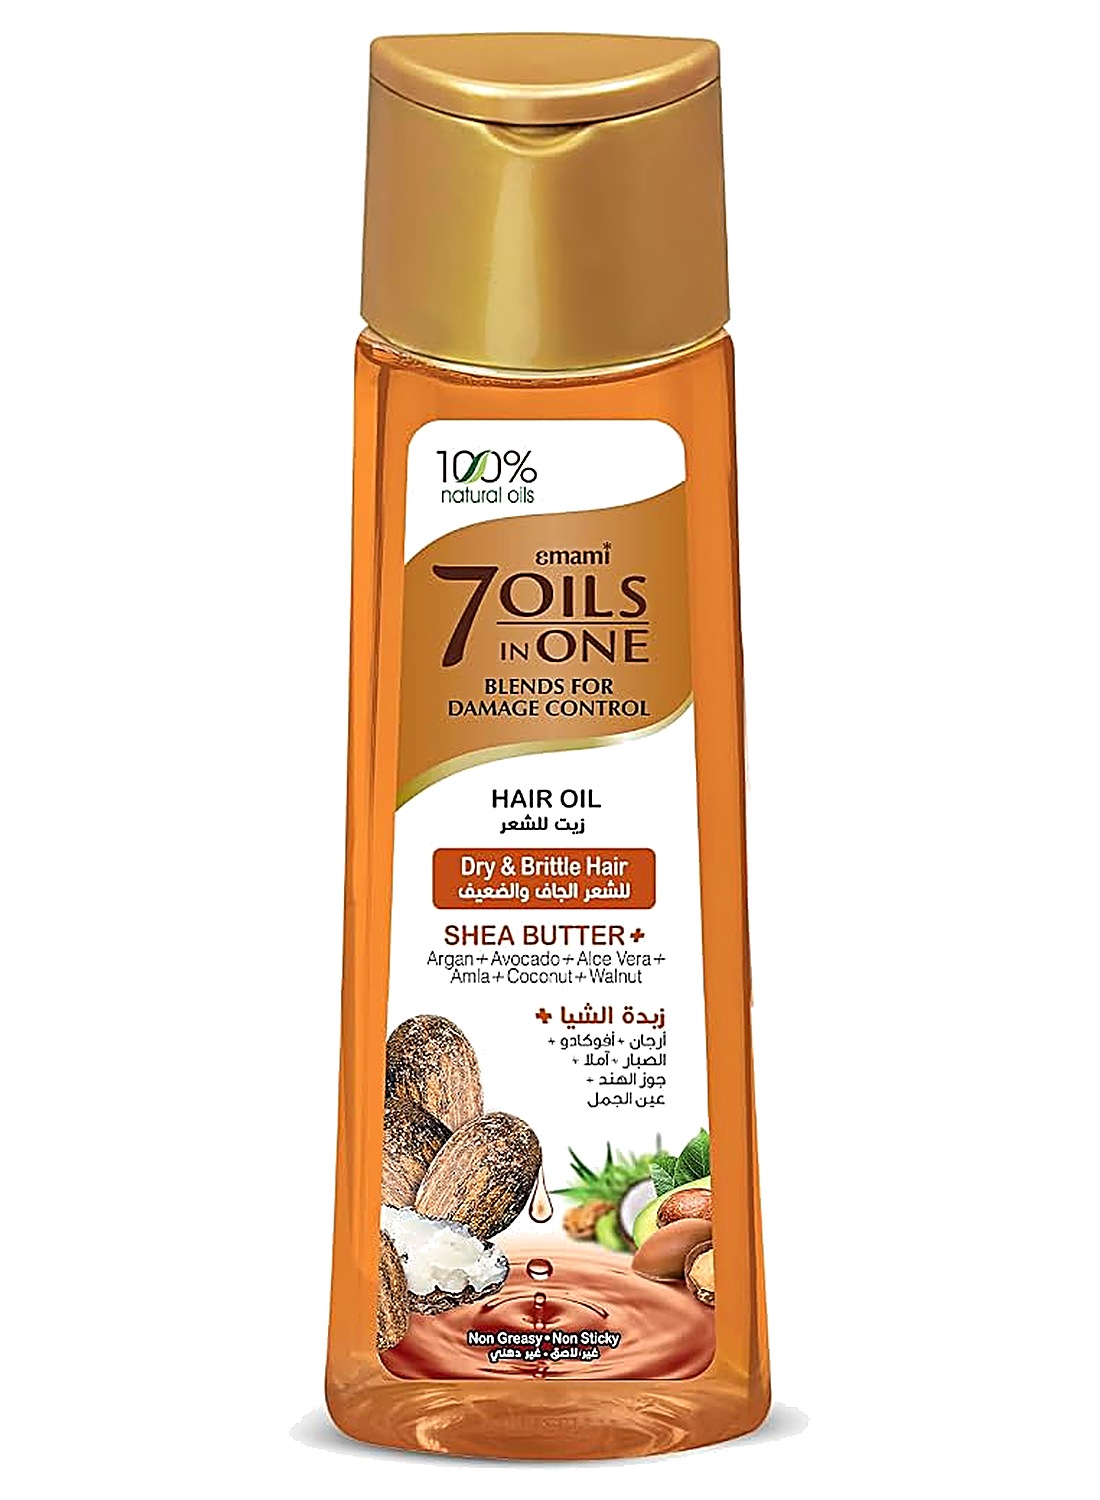 100%
natural oils
emami*
7 OILS
IN ONE
BLENDS FOR
DAMAGE CONTROL
HAIR OIL
زيت للشعر
Dry & Brittle Hair
للشعر الجاف والضعيف
SHEA BUTTER+
Argan+Avocado+Aloe Vera+
Amla+Coconut+Walnut
زبدة الشيا +
أرجان + أفوكادو +
الصبار + آملا +
جوز الهند +
عين الجمل
Non Greasy • Non Sticky
غير لاصق • غير دهني